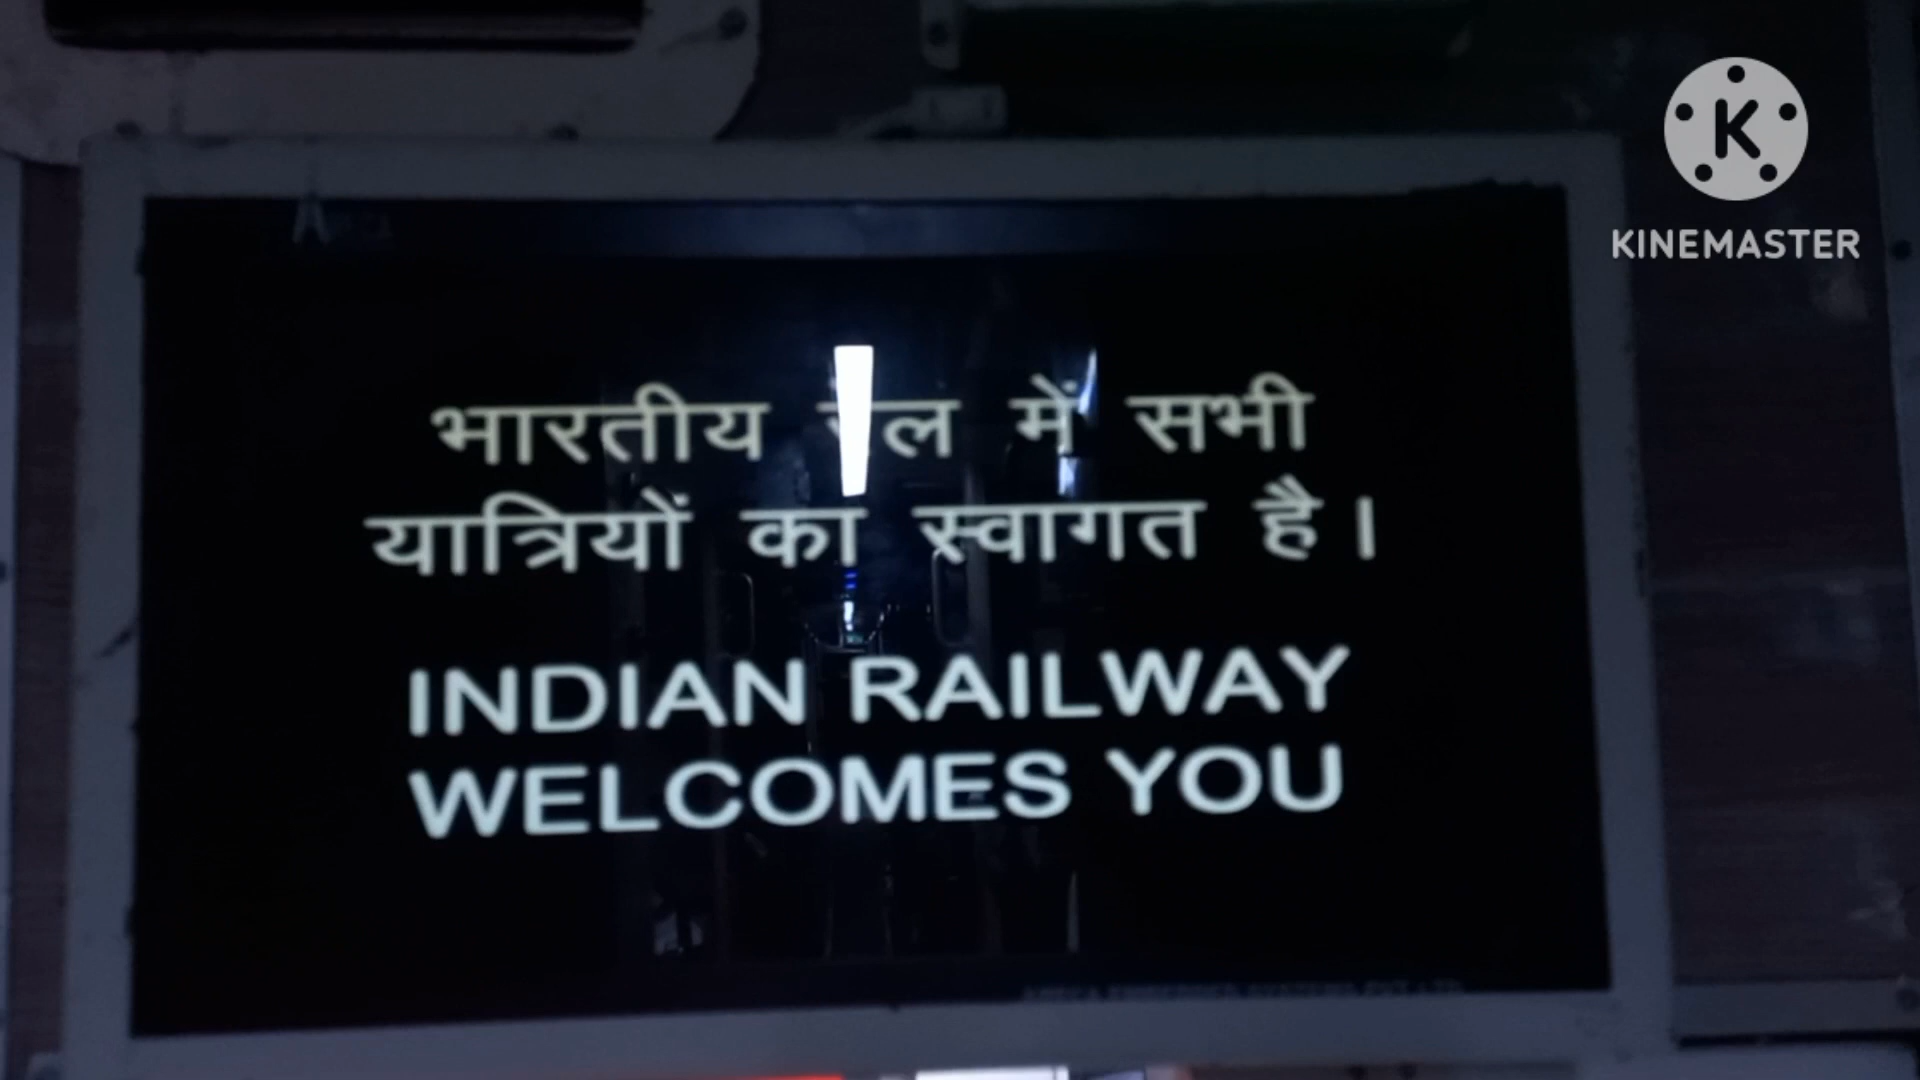 K
KINEMASTER
भारतीय रेल में सभी
यात्रियों का स्वागत है।
INDIAN RAILWAY
WELCOMES YOU